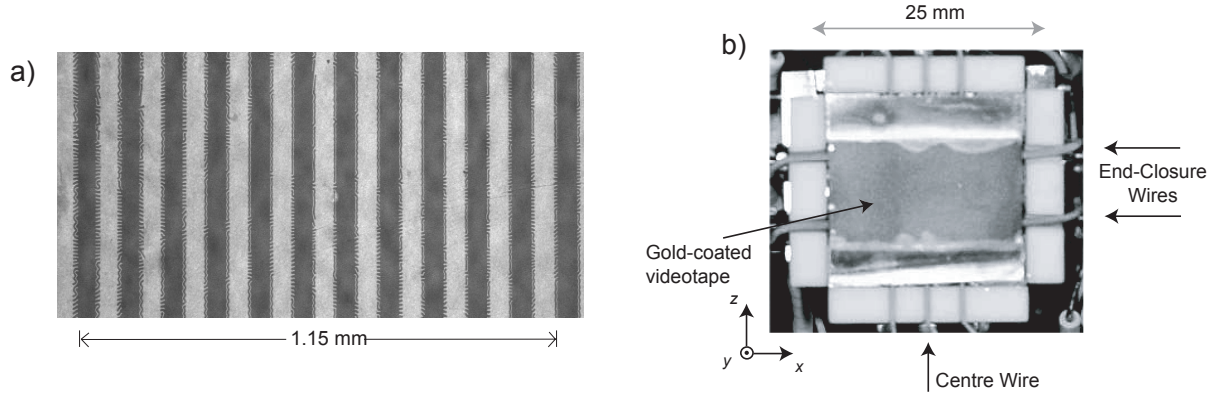 a)
1.15 mm
b)
25 mm
End-Closure
Wires
Gold-coated
videotape
z
y
x
Centre Wire